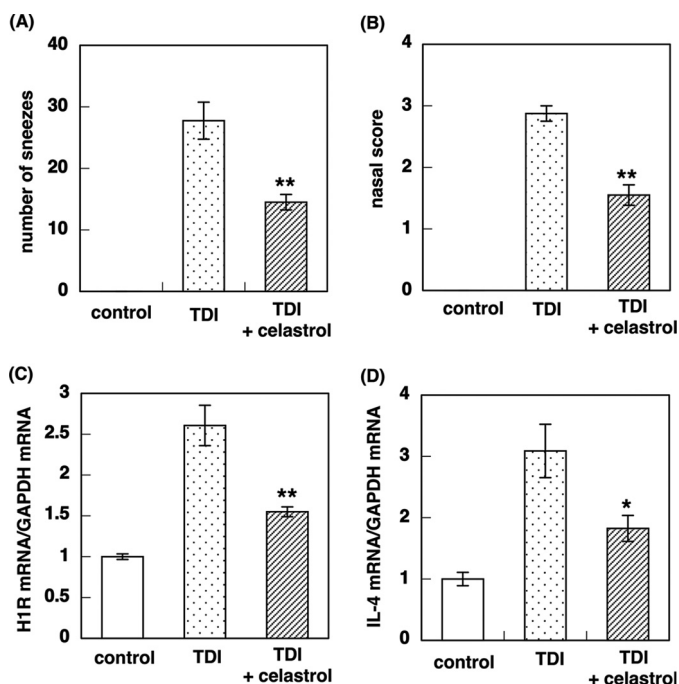 (A)
number of sneezes
40
30
20
10
0
**
control
TDI
TDI
+ celastrol
(B)
nasal score
4
3
2
1
0
**
control
TDI
TDI
+ celastrol
(C)
H1R mRNA/GAPDH mRNA
3
2.5
2
1.5
1
0.5
0
**
control
TDI
TDI
+ celastrol
(D)
IL-4 mRNA/GAPDH mRNA
4
3
2
1
0
*
control
TDI
TDI
+ celastrol